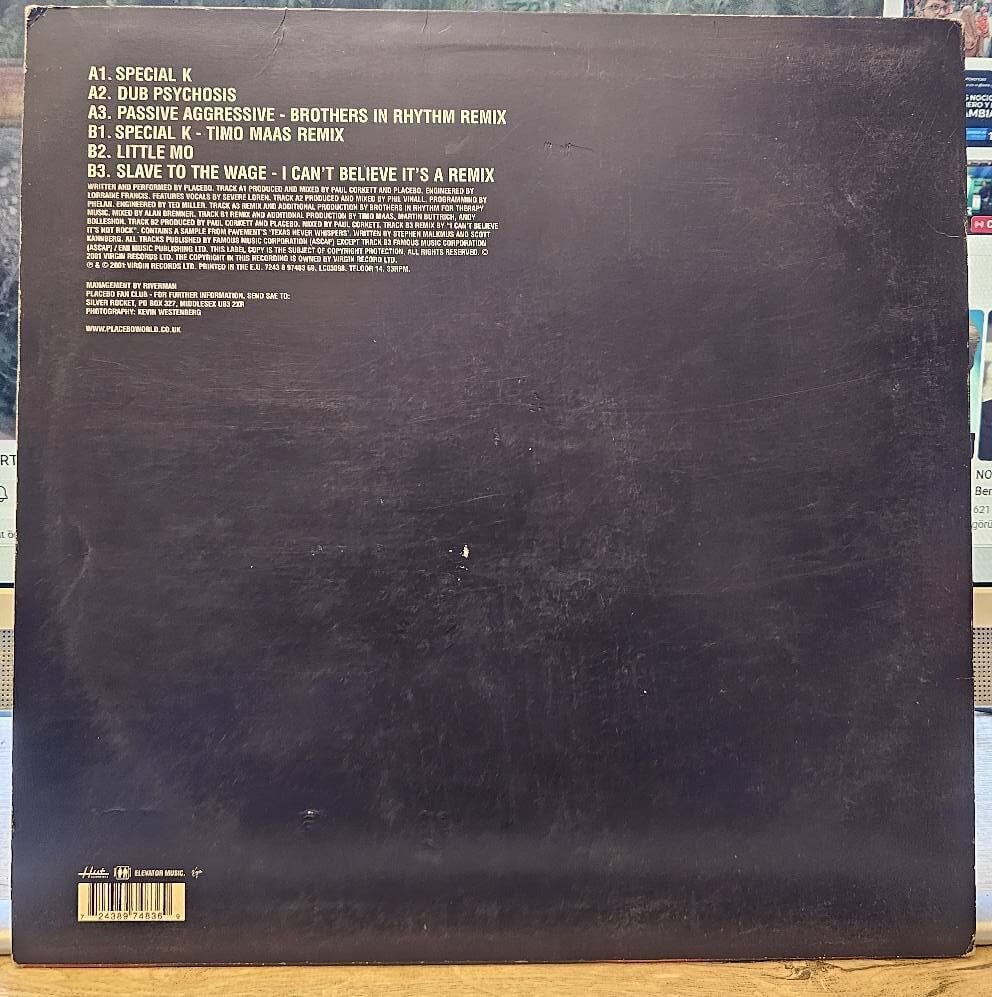 A1. SPECIAL K
A2. DUB PSYCHOSIS
A3. PASSIVE AGGRESSIVE - BROTHERS IN RHYTHM REMIX
B1. SPECIAL K - TIMO MAAS REMIX
B2. LITTLE MO
B3. SLAVE TO THE WAGE - I CAN'T BELIEVE IT'S A REMIX
WRITTEN AND PERFORMED BY PLACEBO. TRACK A1 PRODUCED AND MIXED BY PAUL CORKETT AND PLACEBO. ENGINEERED BY
LORRAINE FRANCIS. FEATURES VOCALS BY SEVERE LOREN. TRACK A2 PRODUCED AND MIXED BY PHIL VINALL. PROGRAMMING BY
PHELAN. ENGINEERED BY TED MILLER. TRACK A3 REMIX AND ADDITIONAL PRODUCTION BY BROTHERS IN RHYTHM FOR THERAPY
MUSIC. MIXED BY ALAN BREMNER. TRACK B1 REMIX AND ADDITIONAL PRODUCTION BY TIMO MAAS, MARTIN BUTTRICH, ANDY
BOLLESHON. TRACK B2 PRODUCED BY PAUL CORKETT AND PLACEBO. MIXED BY PAUL CORKETT. TRACK B3 REMIX BY "I CAN'T BELIEVE
IT'S NOT ROCK". CONTAINS A SAMPLE FROM PAVEMENT'S 'TEXAS NEVER WHISPERS'. WRITTEN BY STEPHEN MALKMUS AND SCOTT
KANNBERG. ALL TRACKS PUBLISHED BY FAMOUS MUSIC CORPORATION (ASCAP) EXCEPT TRACK B3 FAMOUS MUSIC CORPORATION
(ASCAP) / EMI MUSIC PUBLISHING LTD. THIS LABEL COPY IS THE SUBJECT OF COPYRIGHT PROTECTION. ALL RIGHTS RESERVED. ©
2001 VIRGIN RECORDS LTD. THE COPYRIGHT IN THIS RECORDING IS OWNED BY VIRGIN RECORD LTD.
℗ & © 2001 VIRGIN RECORDS LTD. PRINTED IN THE E.U. 7243 8 97483 69. LC03098. TFLOOR 14. 33RPM.
MANAGEMENT BY RIVERMAN
PLACEBO FAN CLUB - FOR FURTHER INFORMATION, SEND SAE TO:
SILVER ROCKET, PO BOX 327, MIDDLESEX UB3 2XR
PHOTOGRAPHY: KEVIN WESTENBERG
WWW.PLACEBOWORLD.CO.UK
Hut ELEVATOR MUSIC. Virgin
7 24389 74836 9
RT
NO
Ber
621
görü